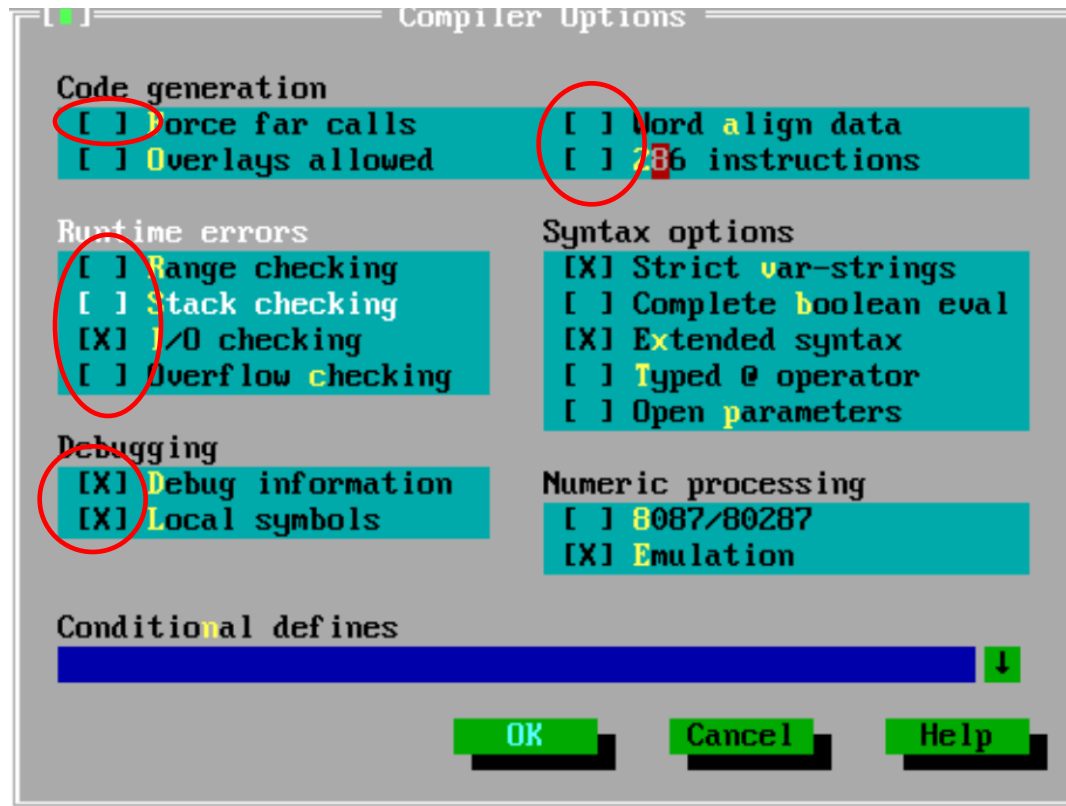 [■] Compiler Options
Code generation
[ ] Force far calls
[ ] Overlays allowed
[ ] Word align data
[ ] 286 instructions
Runtime errors
[ ] Range checking
[ ] Stack checking
[X] I/O checking
[ ] Overflow checking
Syntax options
[X] Strict var-strings
[ ] Complete boolean eval
[X] Extended syntax
[ ] Typed @ operator
[ ] Open parameters
Debugging
[X] Debug information
[X] Local symbols
Numeric processing
[ ] 8087/80287
[X] Emulation
Conditional defines
↓
OK Cancel Help